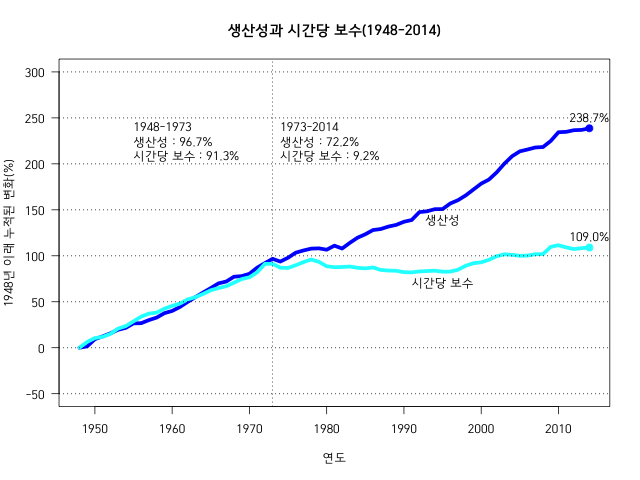 생산성과 시간당 보수(1948-2014)
300
250
200
150
100
50
0
-50
1948년 이래 누적된 변화(%)
1948-1973
생산성 : 96.7%
시간당 보수 : 91.3%
1973-2014
생산성 : 72.2%
시간당 보수 : 9.2%
238.7%
생산성
109.0%
시간당 보수
1950
1960
1970
1980
1990
2000
2010
연도